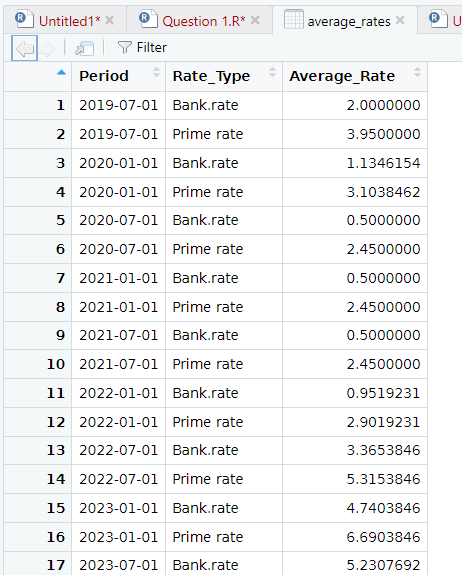 Untitled1* Question 1.R* average_rates U
Filter
Period Rate_Type Average_Rate
1 2019-07-01 Bank.rate 2.0000000
2 2019-07-01 Prime rate 3.9500000
3 2020-01-01 Bank.rate 1.1346154
4 2020-01-01 Prime rate 3.1038462
5 2020-07-01 Bank.rate 0.5000000
6 2020-07-01 Prime rate 2.4500000
7 2021-01-01 Bank.rate 0.5000000
8 2021-01-01 Prime rate 2.4500000
9 2021-07-01 Bank.rate 0.5000000
10 2021-07-01 Prime rate 2.4500000
11 2022-01-01 Bank.rate 0.9519231
12 2022-01-01 Prime rate 2.9019231
13 2022-07-01 Bank.rate 3.3653846
14 2022-07-01 Prime rate 5.3153846
15 2023-01-01 Bank.rate 4.7403846
16 2023-01-01 Prime rate 6.6903846
17 2023-07-01 Bank.rate 5.2307692